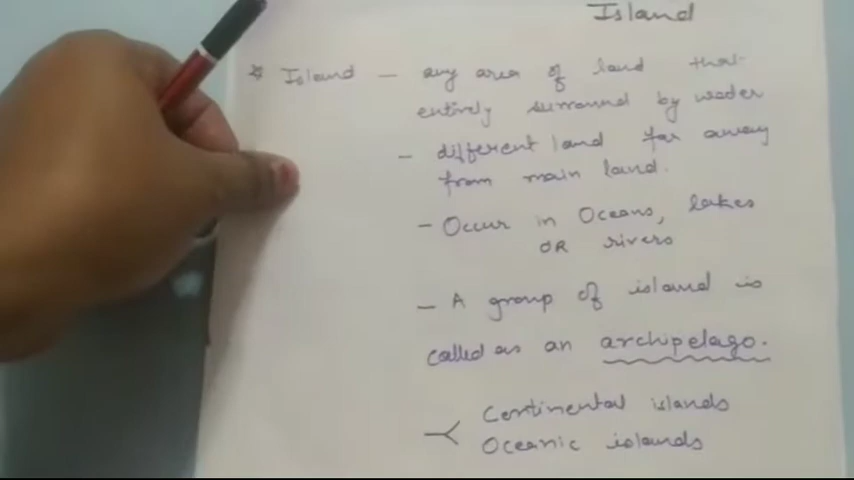 Island
* Island - any area of land that
entirely surround by water
- different land far away
from main land.
- Occur in Oceans, lakes
OR rivers
- A group of island is
called as an archipelago.
- Continental islands
Oceanic islands